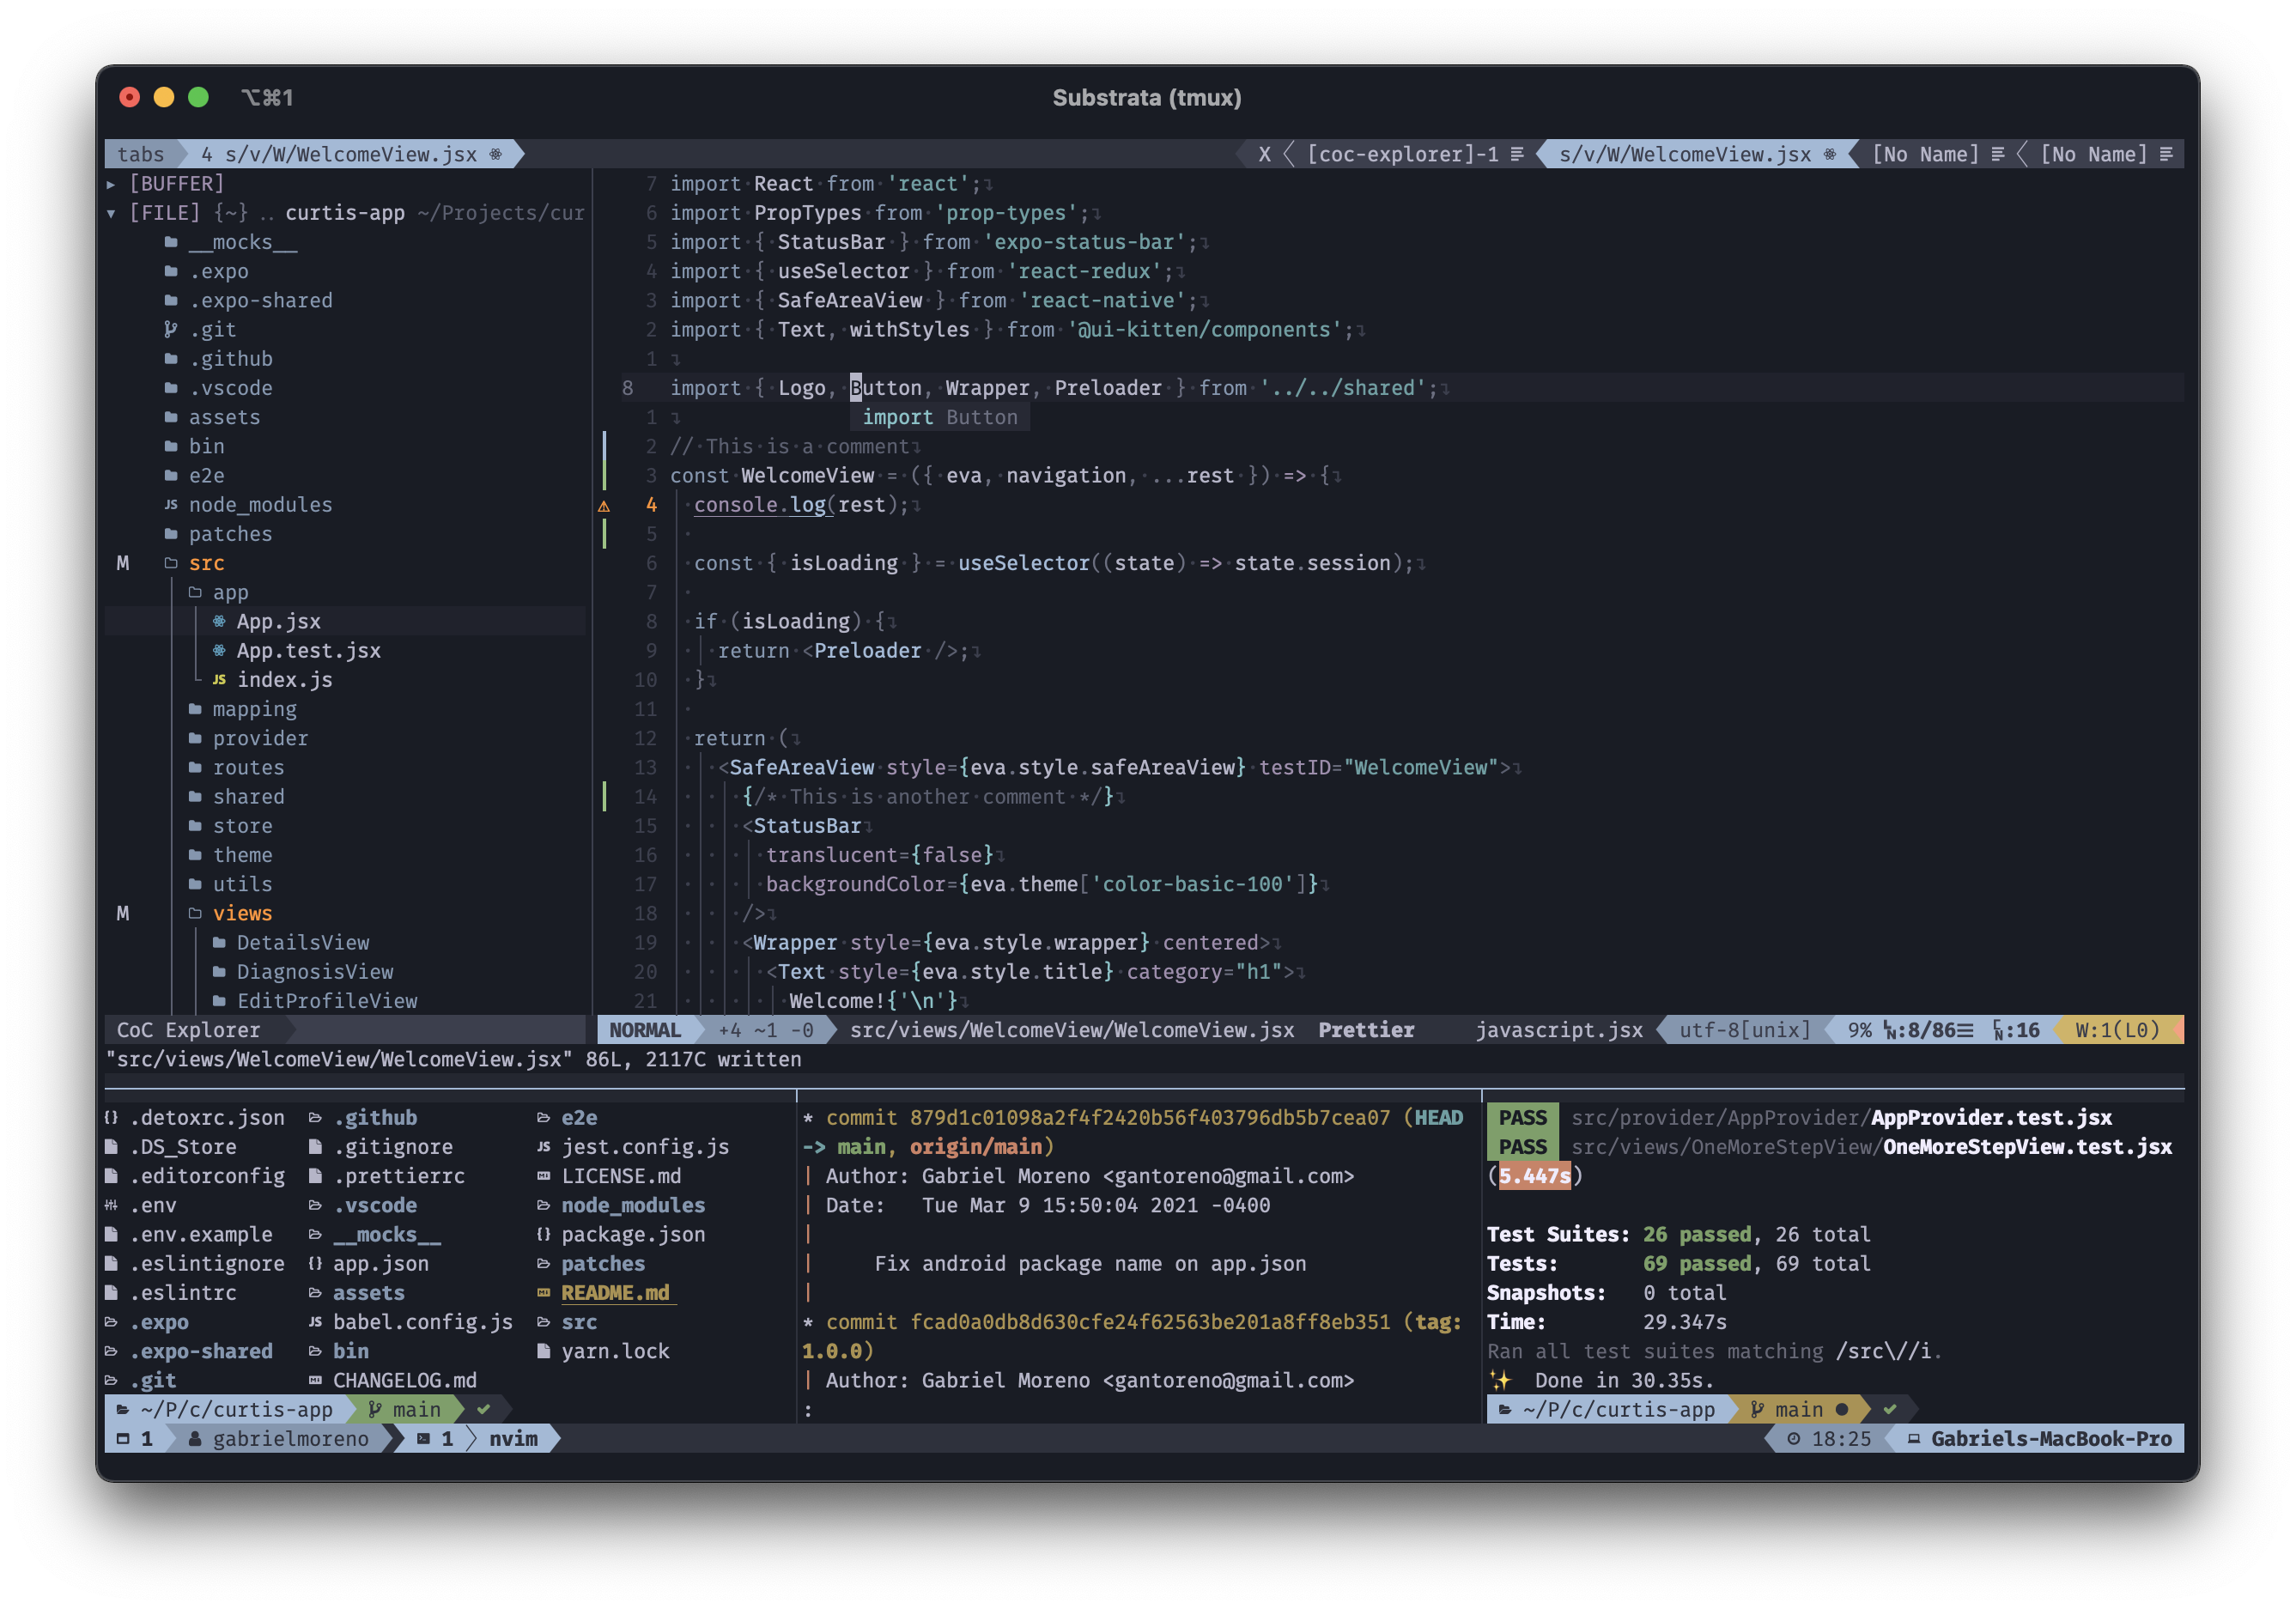 ⌥⌘1
Substrata (tmux)
tabs 4 s/v/W/WelcomeView.jsx
X [coc-explorer]-1 s/v/W/WelcomeView.jsx [No Name] [No Name]
▸ [BUFFER]
▾ [FILE] {~} .. curtis-app ~/Projects/cur
__mocks__
.expo
.expo-shared
.git
.github
.vscode
assets
bin
e2e
JS node_modules
patches
M src
app
App.jsx
App.test.jsx
JS index.js
mapping
provider
routes
shared
store
theme
utils
M views
DetailsView
DiagnosisView
EditProfileView
7 import·React·from·'react';↴
6 import·PropTypes·from·'prop-types';↴
5 import·{·StatusBar·}·from·'expo-status-bar';↴
4 import·{·useSelector·}·from·'react-redux';↴
3 import·{·SafeAreaView·}·from·'react-native';↴
2 import·{·Text,·withStyles·}·from·'@ui-kitten/components';↴
1 ↴
8 import·{·Logo,·Button,·Wrapper,·Preloader·}·from·'../../shared';↴
1 ↴ import Button
2 //·This·is·a·comment↴
3 const·WelcomeView·=·({·eva,·navigation,·...rest·})·=>·{↴
⚠ 4 ·console.log(rest);↴
5 ·
6 ·const·{·isLoading·}·=·useSelector((state)·=>·state.session);↴
7 ·
8 ·if·(isLoading)·{↴
9 ··return·<Preloader·/>;↴
10 ·}↴
11 ·
12 ·return·(↴
13 ··<SafeAreaView·style={eva.style.safeAreaView}·testID="WelcomeView">↴
14 ···{/*·This·is·another·comment·*/}↴
15 ···<StatusBar↴
16 ····translucent={false}↴
17 ····backgroundColor={eva.theme['color-basic-100']}↴
18 ···/>↴
19 ···<Wrapper·style={eva.style.wrapper}·centered>↴
20 ····<Text·style={eva.style.title}·category="h1">↴
21 ·····Welcome!{'\n'}↴
CoC Explorer
NORMAL +4 ~1 -0 src/views/WelcomeView/WelcomeView.jsx Prettier javascript.jsx utf-8[unix] 9% LN:8/86☰ CN:16 W:1(L0)
"src/views/WelcomeView/WelcomeView.jsx" 86L, 2117C written
{} .detoxrc.json .github e2e
.DS_Store .gitignore JS jest.config.js
.editorconfig .prettierrc LICENSE.md
.env .vscode node_modules
.env.example __mocks__ {} package.json
.eslintignore {} app.json patches
.eslintrc assets README.md
.expo JS babel.config.js src
.expo-shared bin yarn.lock
.git CHANGELOG.md
~/P/c/curtis-app main ✔
* commit 879d1c01098a2f4f2420b56f403796db5b7cea07 (HEAD
-> main, origin/main)
| Author: Gabriel Moreno <gantoreno@gmail.com>
| Date: Tue Mar 9 15:50:04 2021 -0400
|
| Fix android package name on app.json
|
* commit fcad0a0db8d630cfe24f62563be201a8ff8eb351 (tag:
1.0.0)
| Author: Gabriel Moreno <gantoreno@gmail.com>
:
PASS src/provider/AppProvider/AppProvider.test.jsx
PASS src/views/OneMoreStepView/OneMoreStepView.test.jsx
(5.447s)
Test Suites: 26 passed, 26 total
Tests: 69 passed, 69 total
Snapshots: 0 total
Time: 29.347s
Ran all test suites matching /src\//i.
✨ Done in 30.35s.
~/P/c/curtis-app main ● ✔
1 gabrielmoreno 1 nvim
18:25 Gabriels-MacBook-Pro